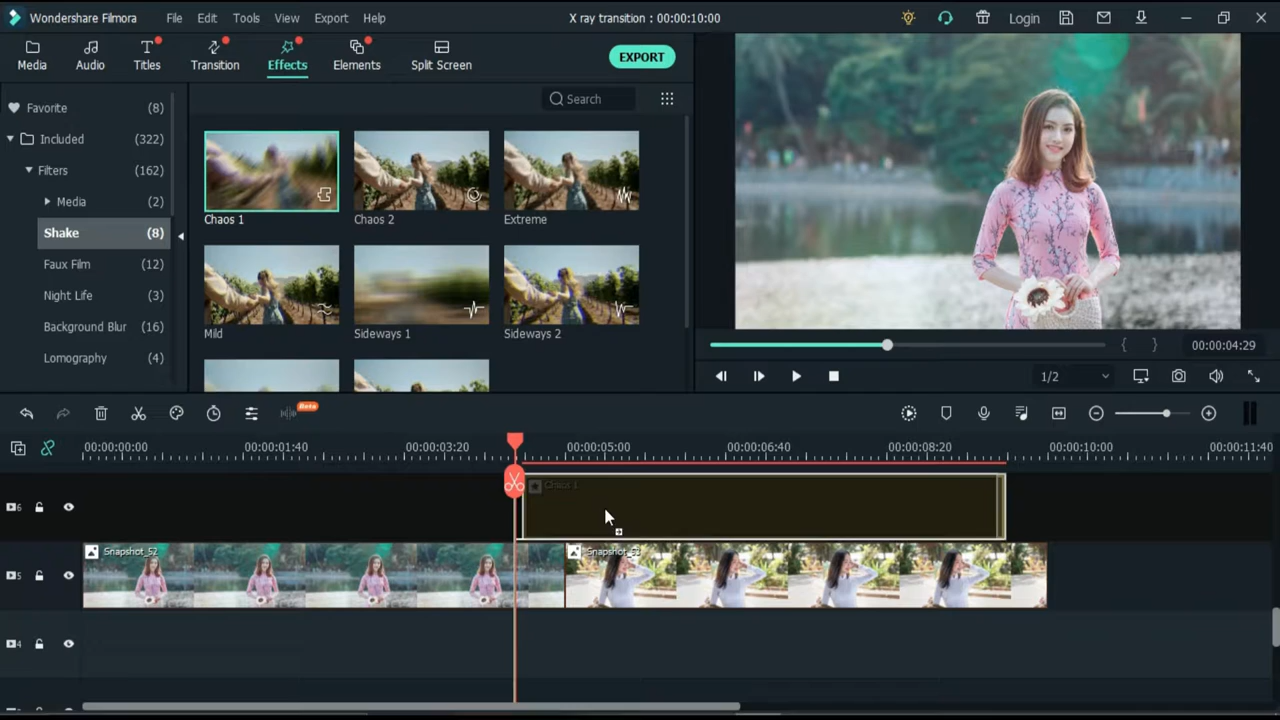 Wondershare Filmora File Edit Tools View Export Help X ray transition : 00:00:10:00 Login
Media Audio Titles Transition Effects Elements Split Screen EXPORT
Favorite (8)
Search
Included (322)
Filters (162)
Media (2)
Shake (8)
Faux Film (12)
Night Life (3)
Background Blur (16)
Lomography (4)
Chaos 1 Chaos 2 Extreme
Mild Sideways 1 Sideways 2
{ } 00:00:04:29
1/2
Beta
00:00:00:00 00:00:01:40 00:00:03:20 00:00:05:00 00:00:06:40 00:00:08:20 00:00:10:00 00:00:11:40
6 Chaos 1
5 Snapshot_52 Snapshot_53
4